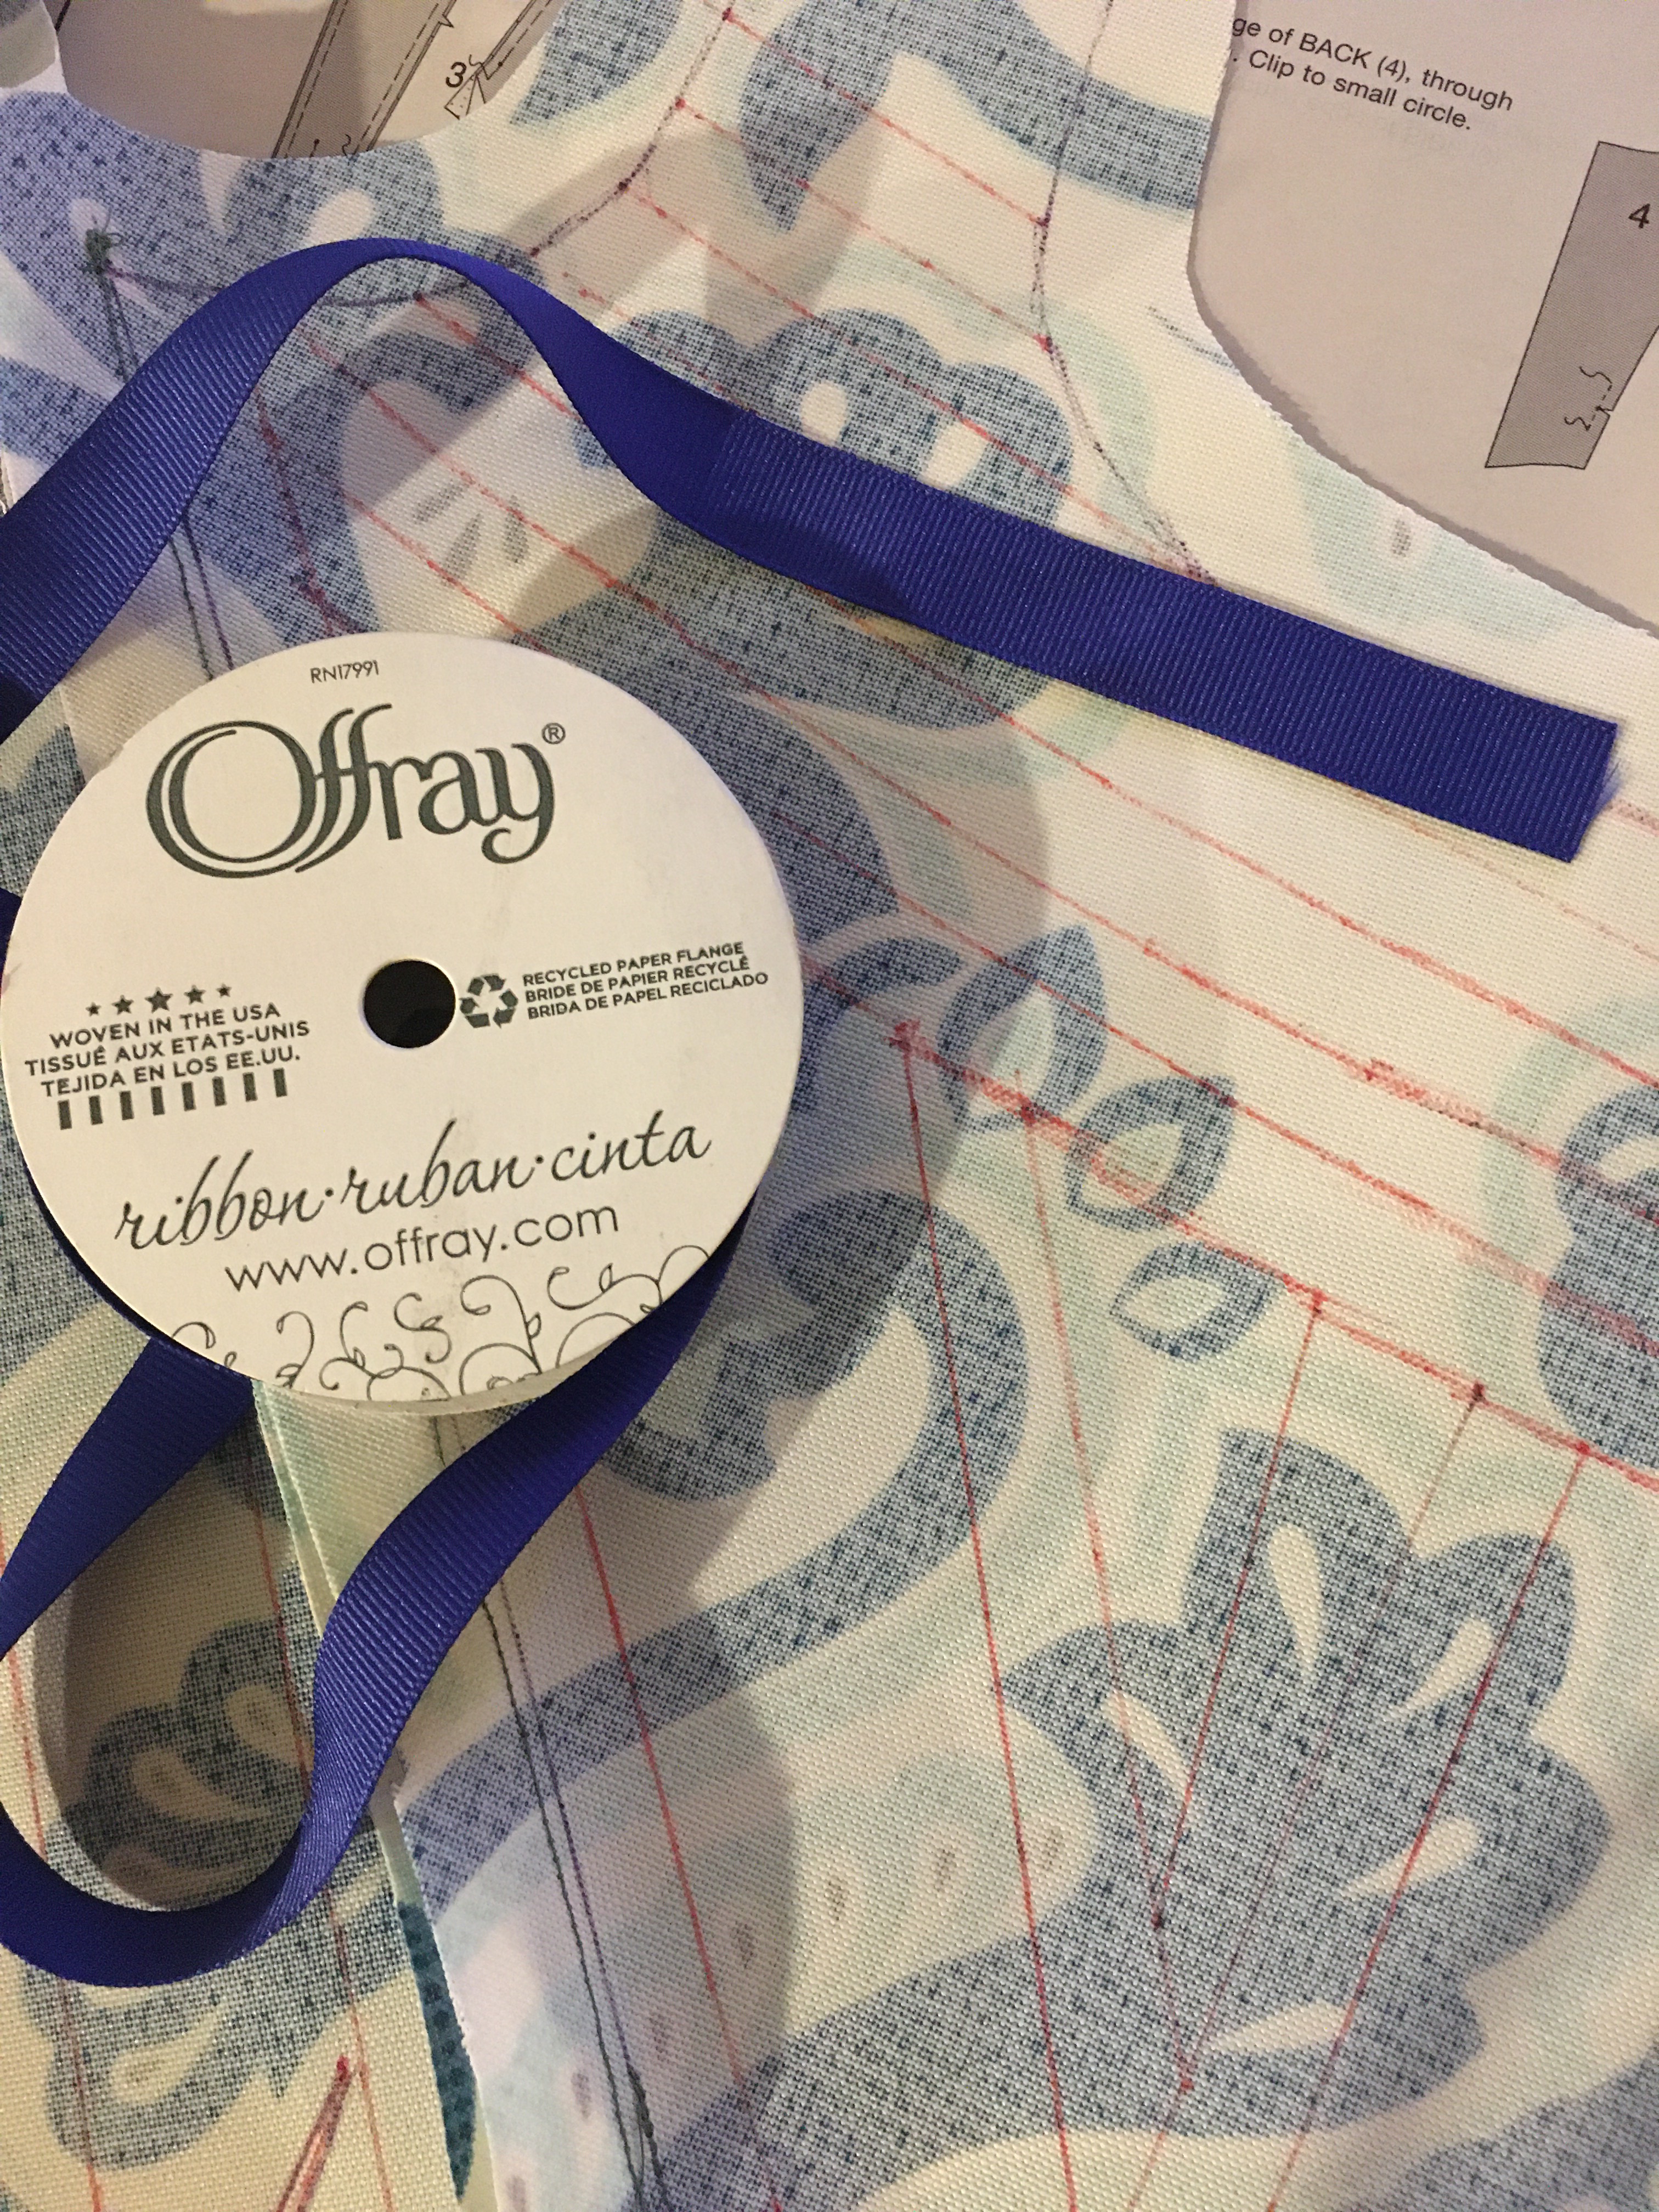 ge of BACK (4), through
. Clip to small circle.
3
4
RN17991
Offray®
WOVEN IN THE USA
TISSUÉ AUX ETATS-UNIS
TEJIDA EN LOS EE.UU.
RECYCLED PAPER FLANGE
BRIDE DE PAPIER RECYCLÉ
BRIDA DE PAPEL RECICLADO
ribbon·ruban·cinta
www.offray.com